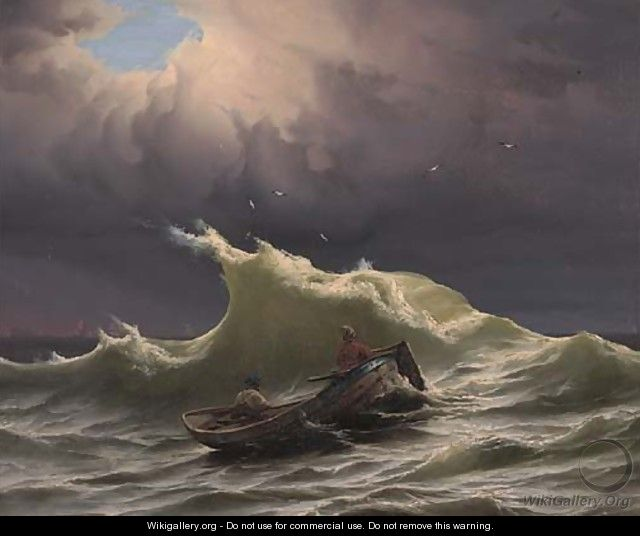 WikiGallery.Org
Wikigallery.org - Do not use for commercial use. Do not remove this warning.